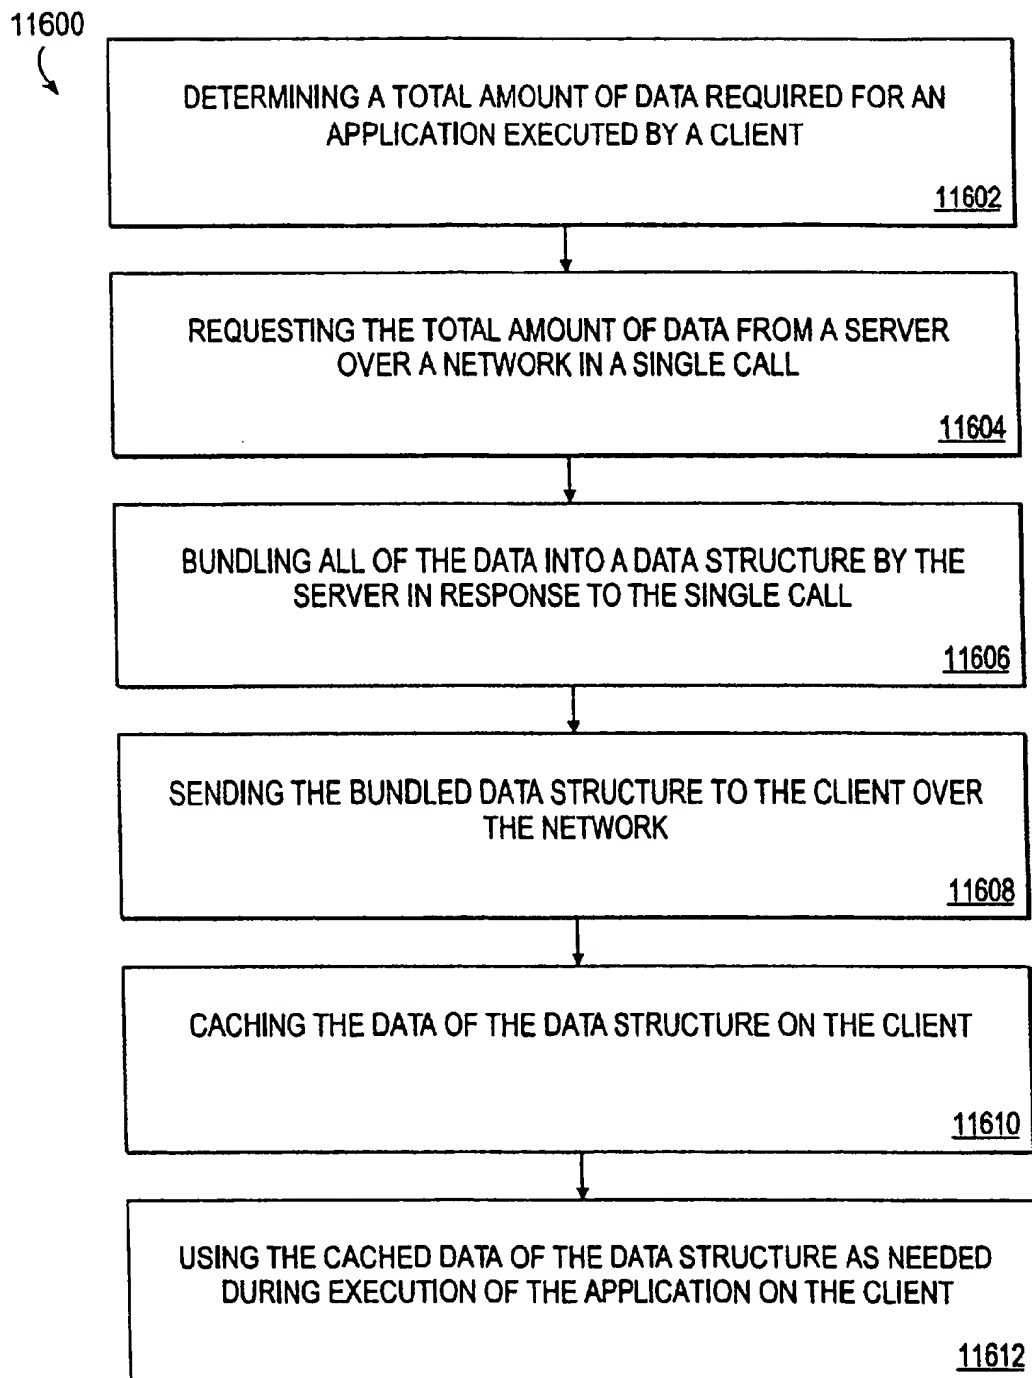 11600
DETERMINING A TOTAL AMOUNT OF DATA REQUIRED FOR AN
APPLICATION EXECUTED BY A CLIENT
11602
REQUESTING THE TOTAL AMOUNT OF DATA FROM A SERVER
OVER A NETWORK IN A SINGLE CALL
11604
BUNDLING ALL OF THE DATA INTO A DATA STRUCTURE BY THE
SERVER IN RESPONSE TO THE SINGLE CALL
11606
SENDING THE BUNDLED DATA STRUCTURE TO THE CLIENT OVER
THE NETWORK
11608
CACHING THE DATA OF THE DATA STRUCTURE ON THE CLIENT
11610
USING THE CACHED DATA OF THE DATA STRUCTURE AS NEEDED
DURING EXECUTION OF THE APPLICATION ON THE CLIENT
11612